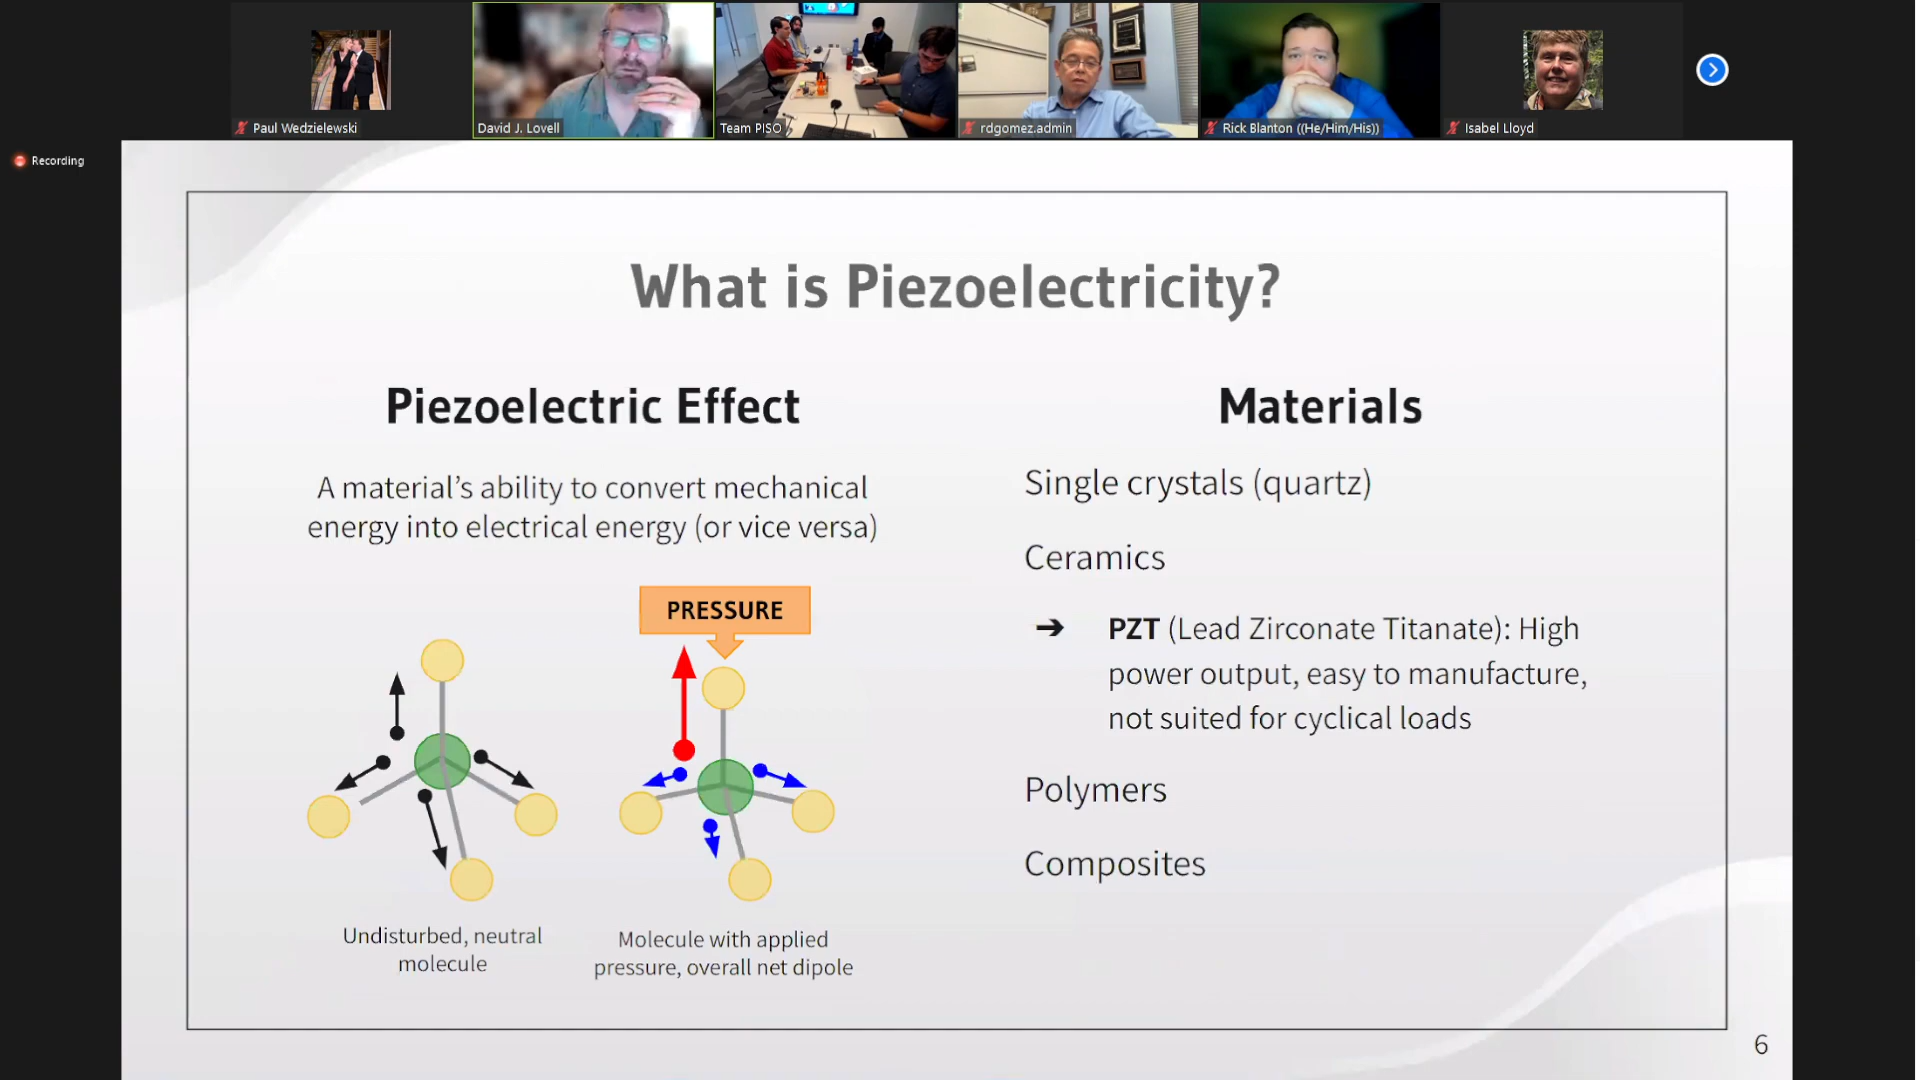 Paul Wedzielewski
David J. Lovell
Team PISO
rdgomez.admin
Rick Blanton ((He/Him/His))
Isabel Lloyd
Recording
What is Piezoelectricity?
Piezoelectric Effect
A material's ability to convert mechanical
energy into electrical energy (or vice versa)
PRESSURE
Undisturbed, neutral
molecule
Molecule with applied
pressure, overall net dipole
Materials
Single crystals (quartz)
Ceramics
➔ PZT (Lead Zirconate Titanate): High
power output, easy to manufacture,
not suited for cyclical loads
Polymers
Composites
6